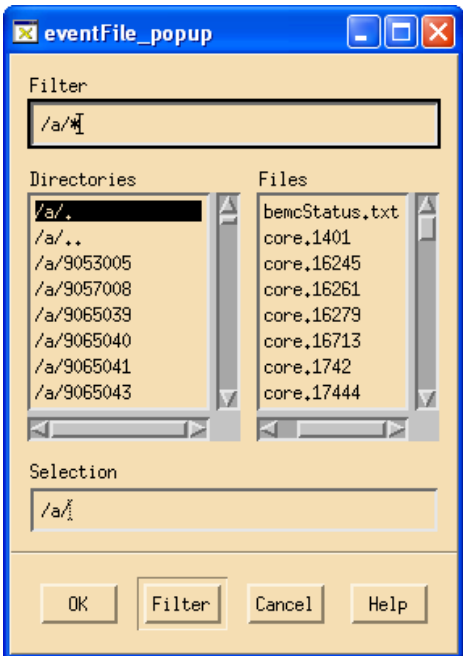 eventFile_popup
Filter
/a/*
Directories
/a/.
/a/..
/a/9053005
/a/9057008
/a/9065039
/a/9065040
/a/9065041
/a/9065043
Files
bemcStatus.txt
core.1401
core.16245
core.16261
core.16279
core.16713
core.1742
core.17444
Selection
/a/
OK
Filter
Cancel
Help